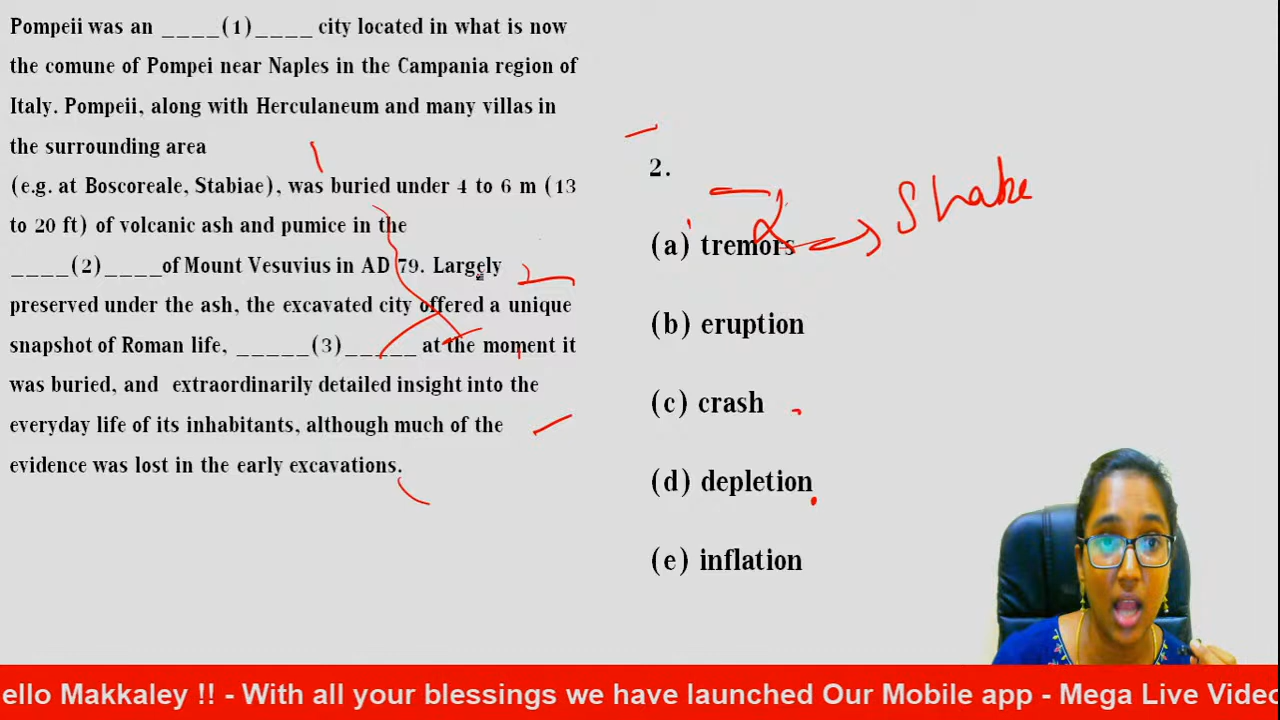 Pompeii was an ____(1)____ city located in what is now
the comune of Pompei near Naples in the Campania region of
Italy. Pompeii, along with Herculaneum and many villas in
the surrounding area
(e.g. at Boscoreale, Stabiae), was buried under 4 to 6 m (13
to 20 ft) of volcanic ash and pumice in the
____(2)____of Mount Vesuvius in AD 79. Largely
preserved under the ash, the excavated city offered a unique
snapshot of Roman life, _____(3)_____ at the moment it
was buried, and extraordinarily detailed insight into the
everyday life of its inhabitants, although much of the
evidence was lost in the early excavations.
2.
(a) tremors
Shake
(b) eruption
(c) crash
(d) depletion
(e) inflation
ello Makkaley !! - With all your blessings we have launched Our Mobile app - Mega Live Video